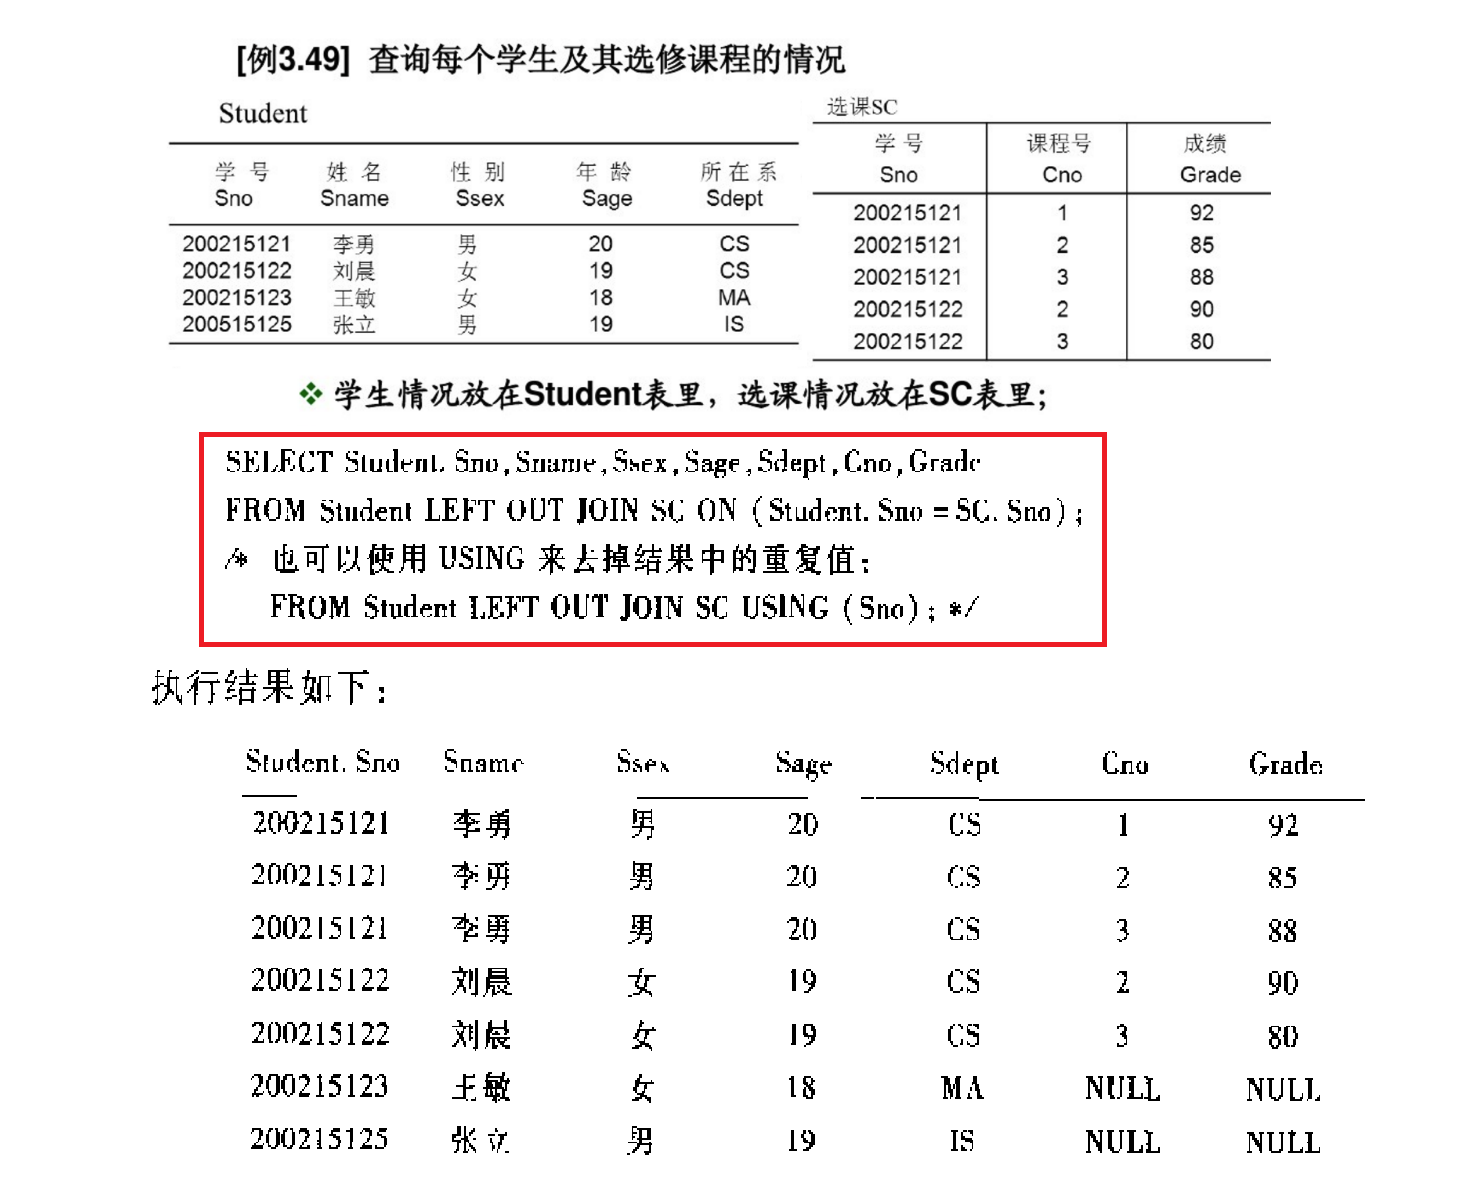 [例3.49] 查询每个学生及其选修课程的情况
Student
学 号 姓 名 性 别 年 龄 所 在 系
Sno Sname Ssex Sage Sdept
200215121 李勇 男 20 CS
200215122 刘晨 女 19 CS
200215123 王敏 女 18 MA
200515125 张立 男 19 IS
选课SC
学 号 课程号 成绩
Sno Cno Grade
200215121 1 92
200215121 2 85
200215121 3 88
200215122 2 90
200215122 3 80
❖ 学生情况放在Student表里，选课情况放在SC表里；
SELECT Student. Sno,Sname,Ssex,Sage,Sdept,Cno,Grade
FROM Student LEFT OUT JOIN SC ON (Student. Sno=SC. Sno);
/* 也可以使用 USING 来去掉结果中的重复值:
FROM Student LEFT OUT JOIN SC USING (Sno); */
执行结果如下:
Student. Sno Sname Ssex Sage Sdept Cno Grade
200215121 李勇 男 20 CS 1 92
200215121 李勇 男 20 CS 2 85
200215121 李勇 男 20 CS 3 88
200215122 刘晨 女 19 CS 2 90
200215122 刘晨 女 19 CS 3 80
200215123 王敏 女 18 MA NULL NULL
200215125 张立 男 19 IS NULL NULL